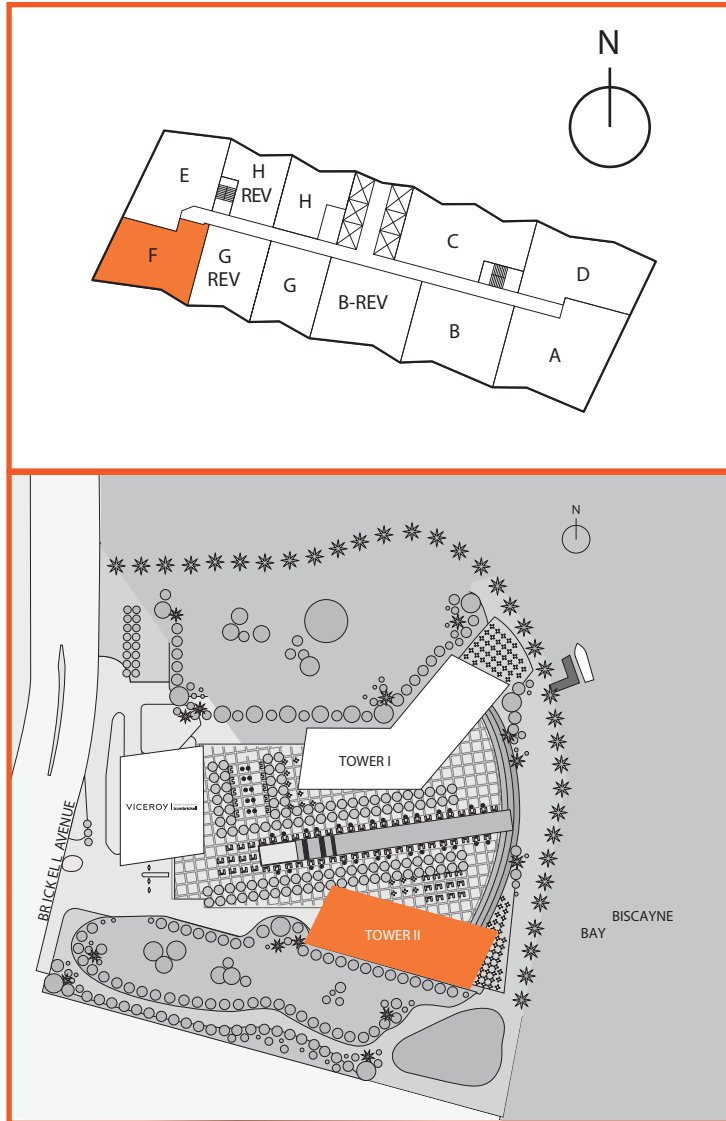 N
E
H
REV
H
C
D
F
G
REV
G
B-REV
B
A
N
TOWER I
VICEROY
BRICKELL AVENUE
BISCAYNE
BAY
TOWER II